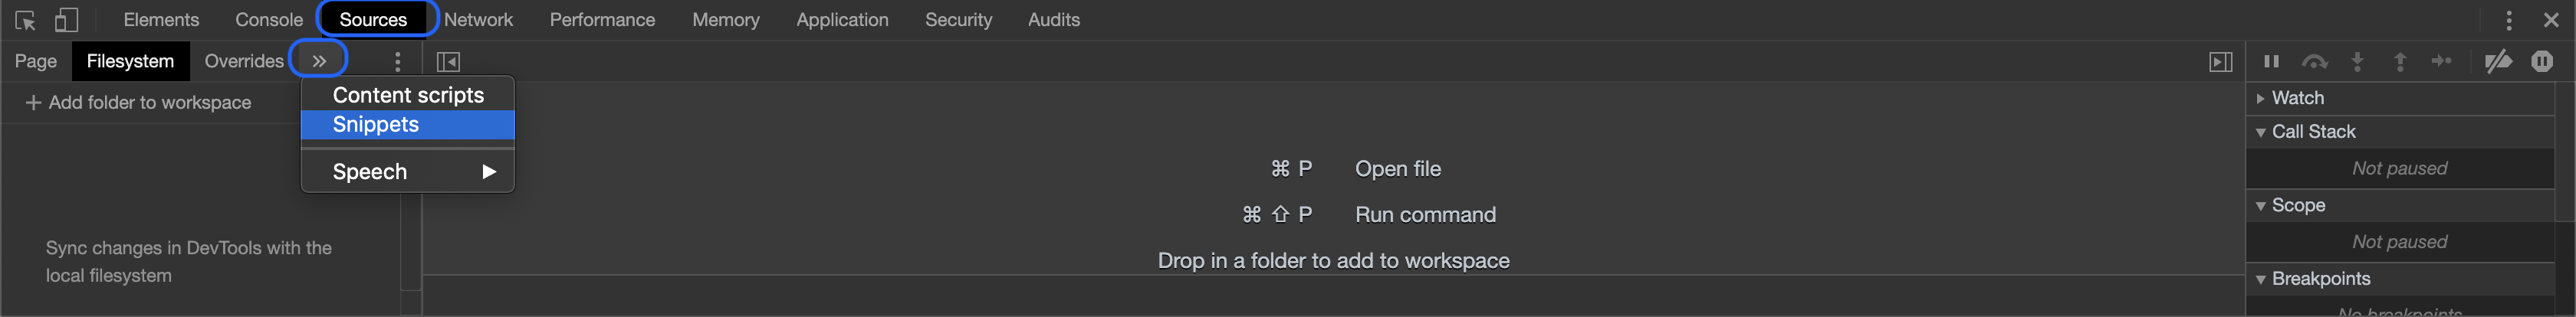 Elements Console Sources Network Performance Memory Application Security Audits
Page Filesystem Overrides »
+ Add folder to workspace
Content scripts
Snippets
Speech
Sync changes in DevTools with the
local filesystem
⌘ P Open file
⌘ ⇧ P Run command
Drop in a folder to add to workspace
Watch
Call Stack
Not paused
Scope
Not paused
Breakpoints
No breakpoints